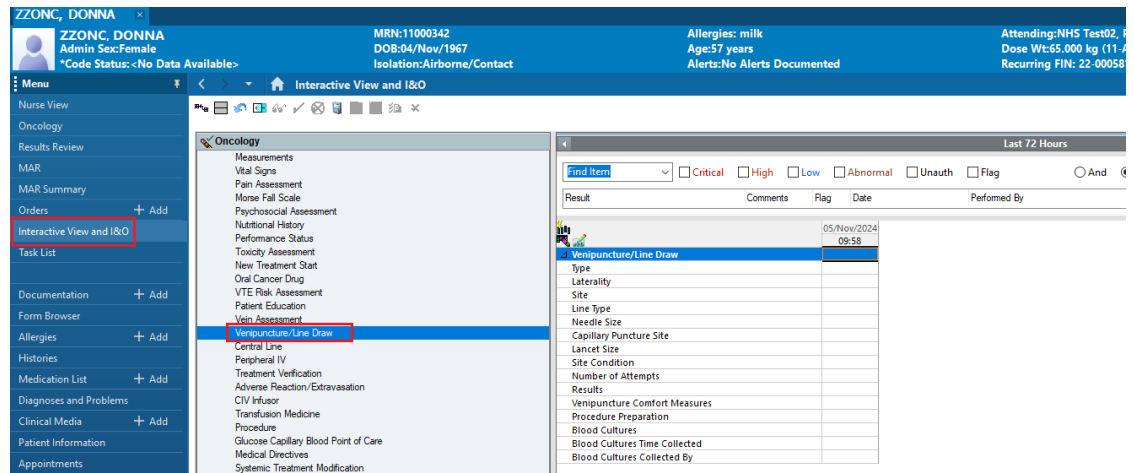 ZZONC, DONNA ×
ZZONC, DONNA
Admin Sex:Female
*Code Status:<No Data Available>
MRN:11000342
DOB:04/Nov/1967
Isolation:Airborne/Contact
Allergies: milk
Age:57 years
Alerts:No Alerts Documented
Attending:NHS Test02,
Dose Wt:65.000 kg (11-A
Recurring FIN: 22-00058
Menu
Interactive View and I&O
Nurse View
Oncology
Results Review
MAR
MAR Summary
Orders + Add
Interactive View and I&O
Task List
Documentation + Add
Form Browser
Allergies + Add
Histories
Medication List + Add
Diagnoses and Problems
Clinical Media + Add
Patient Information
Appointments
Oncology
Measurements
Vital Signs
Pain Assessment
Morse Fall Scale
Psychosocial Assessment
Nutritional History
Performance Status
Toxicity Assessment
New Treatment Start
Oral Cancer Drug
VTE Risk Assessment
Patient Education
Vein Assessment
Venipuncture/Line Draw
Central Line
Peripheral IV
Treatment Verification
Adverse Reaction/Extravasation
CIV Infusor
Transfusion Medicine
Procedure
Glucose Capillary Blood Point of Care
Medical Directives
Systemic Treatment Modification
Last 72 Hours
Find Item Critical High Low Abnormal Unauth Flag And
Result Comments Flag Date Performed By
05/Nov/2024
09:58
Venipuncture/Line Draw
Type
Laterality
Site
Line Type
Needle Size
Capillary Puncture Site
Lancet Size
Site Condition
Number of Attempts
Results
Venipuncture Comfort Measures
Procedure Preparation
Blood Cultures
Blood Cultures Time Collected
Blood Cultures Collected By